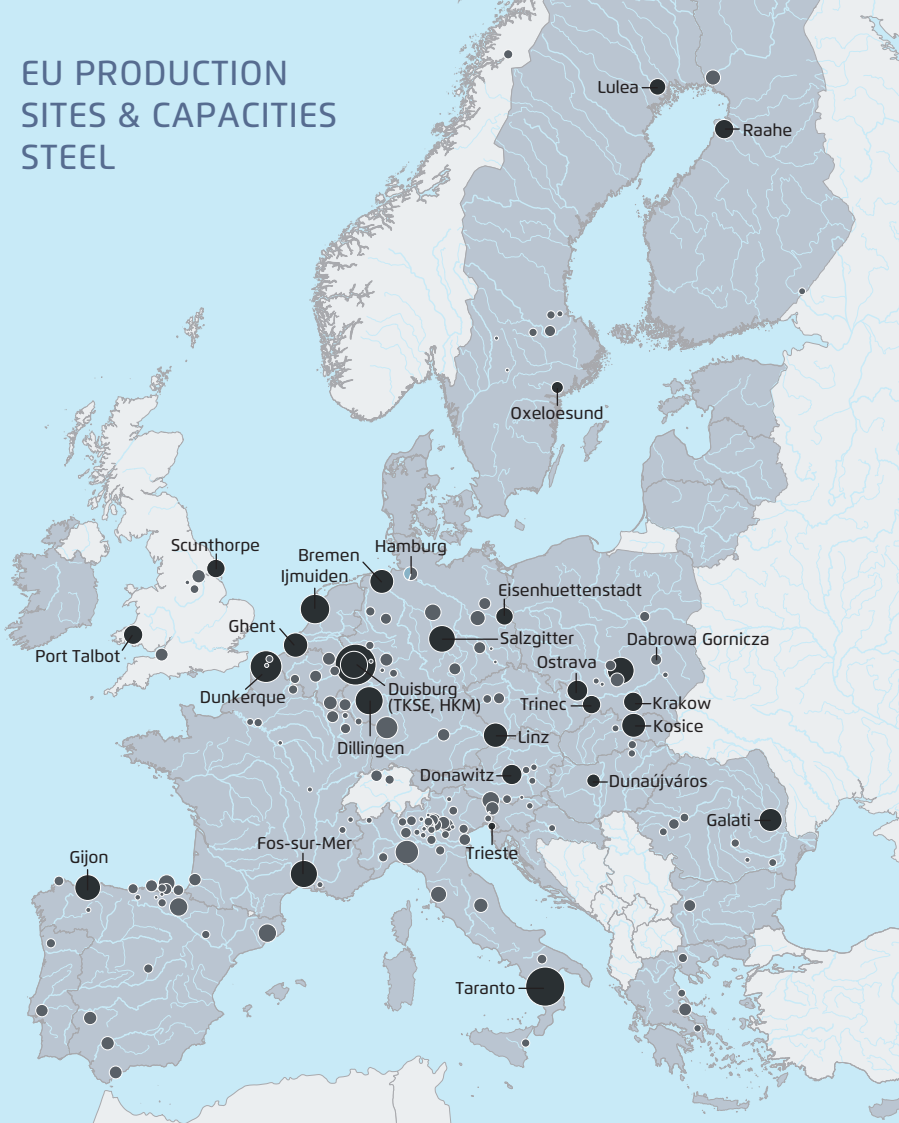 EU PRODUCTION
SITES & CAPACITIES
STEEL
Lulea
Raahe
Oxeloesund
Scunthorpe
Bremen
Hamburg
Ijmuiden
Eisenhuettenstadt
Ghent
Port Talbot
Salzgitter
Dabrowa Gornicza
Ostrava
Dunkerque
Duisburg
(TKSE, HKM)
Trinec
Krakow
Kosice
Dillingen
Linz
Donawitz
Dunaújváros
Galati
Fos-sur-Mer
Trieste
Gijon
Taranto